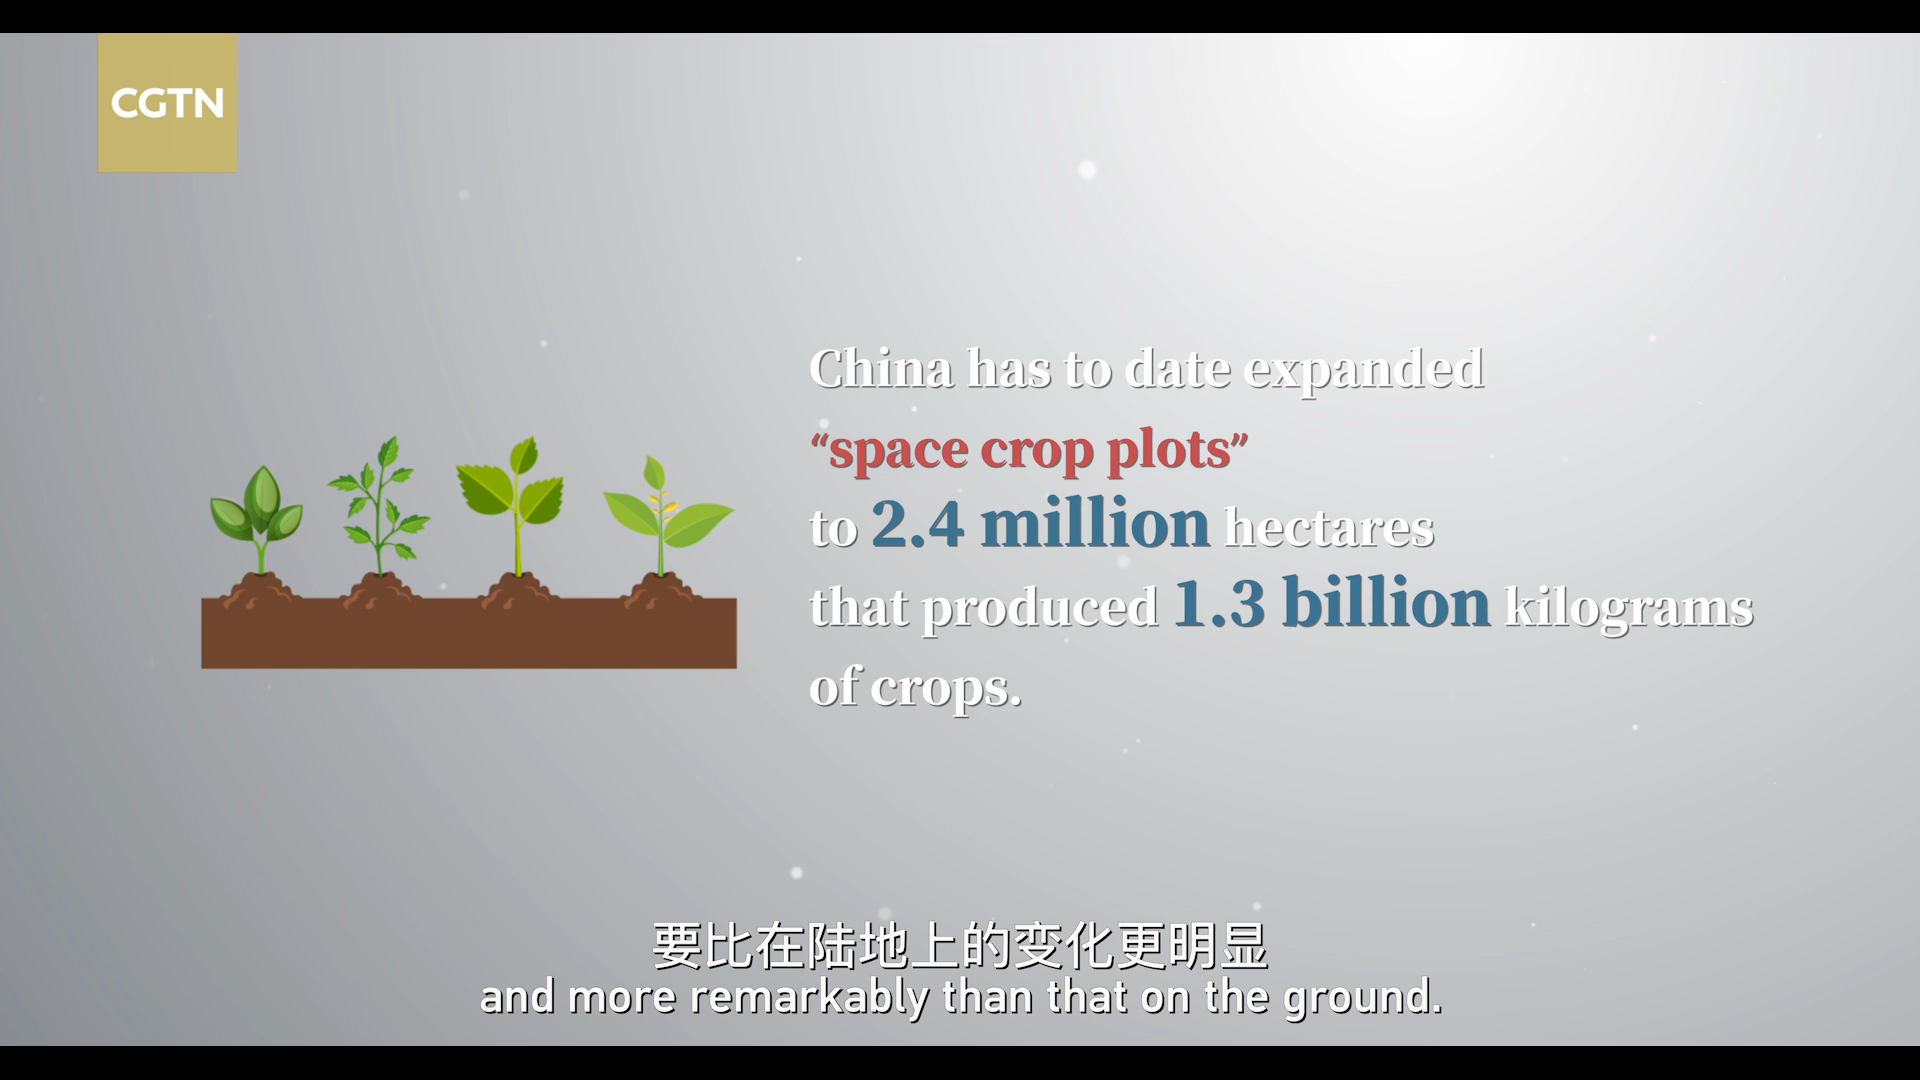 CGTN
China has to date expanded
“space crop plots”
to 2.4 million hectares
that produced 1.3 billion kilograms
of crops.
要比在陆地上的变化更明显
and more remarkably than that on the ground.